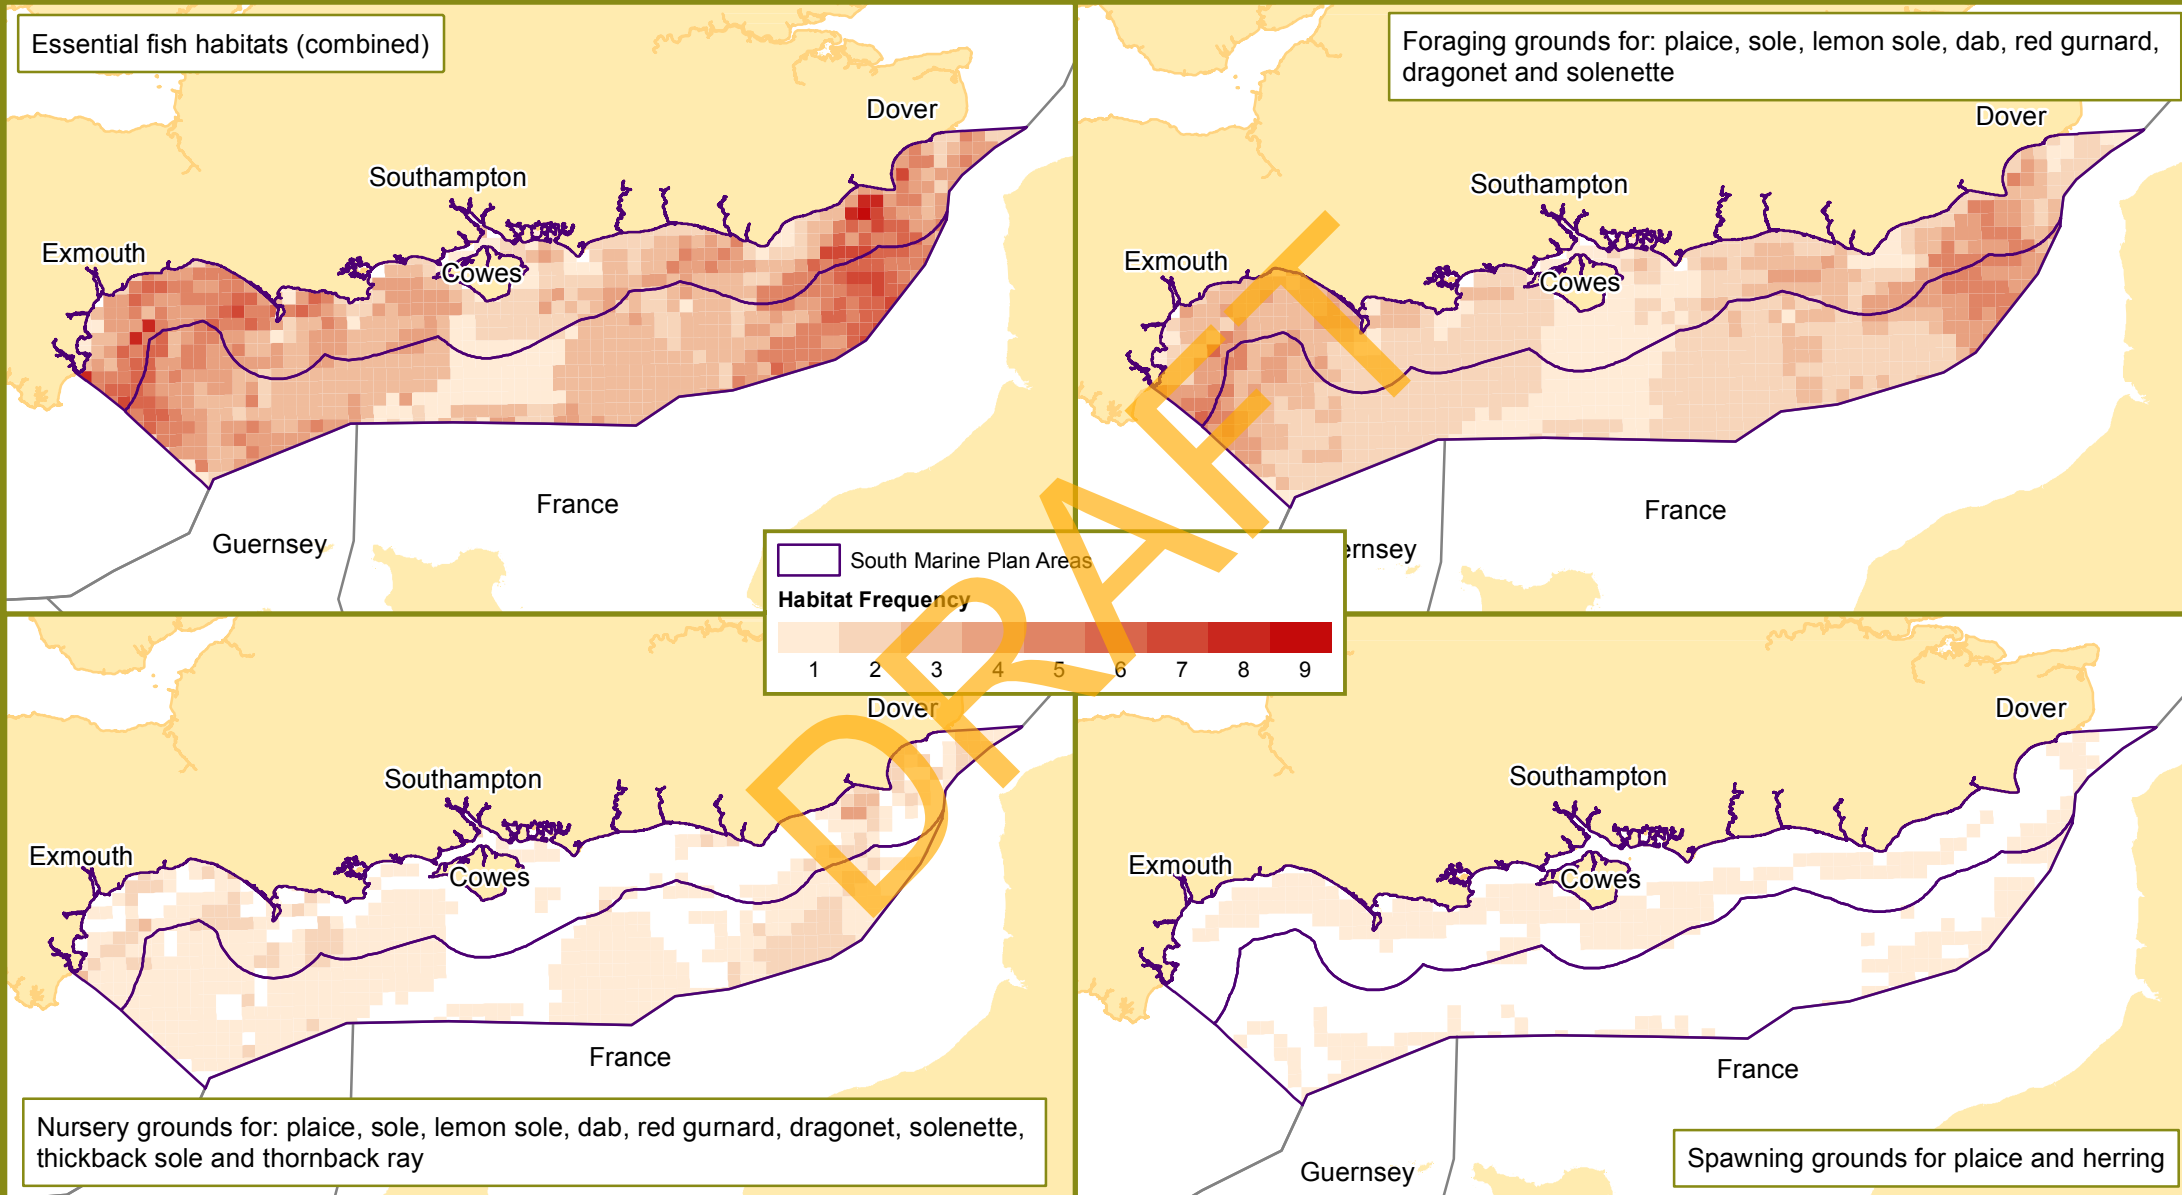 Essential fish habitats (combined)
Dover
Southampton
Exmouth
Cowes
France
Guernsey
Foraging grounds for: plaice, sole, lemon sole, dab, red gurnard,
dragonet and solenette
Dover
Southampton
Exmouth
Cowes
France
ernsey
South Marine Plan Areas
Habitat Frequency
1 2 3 4 5 6 7 8 9
DRAFT
Dover
Southampton
Exmouth
Cowes
France
Nursery grounds for: plaice, sole, lemon sole, dab, red gurnard, dragonet, solenette,
thickback sole and thornback ray
Dover
Southampton
Exmouth
Cowes
France
Guernsey
Spawning grounds for plaice and herring